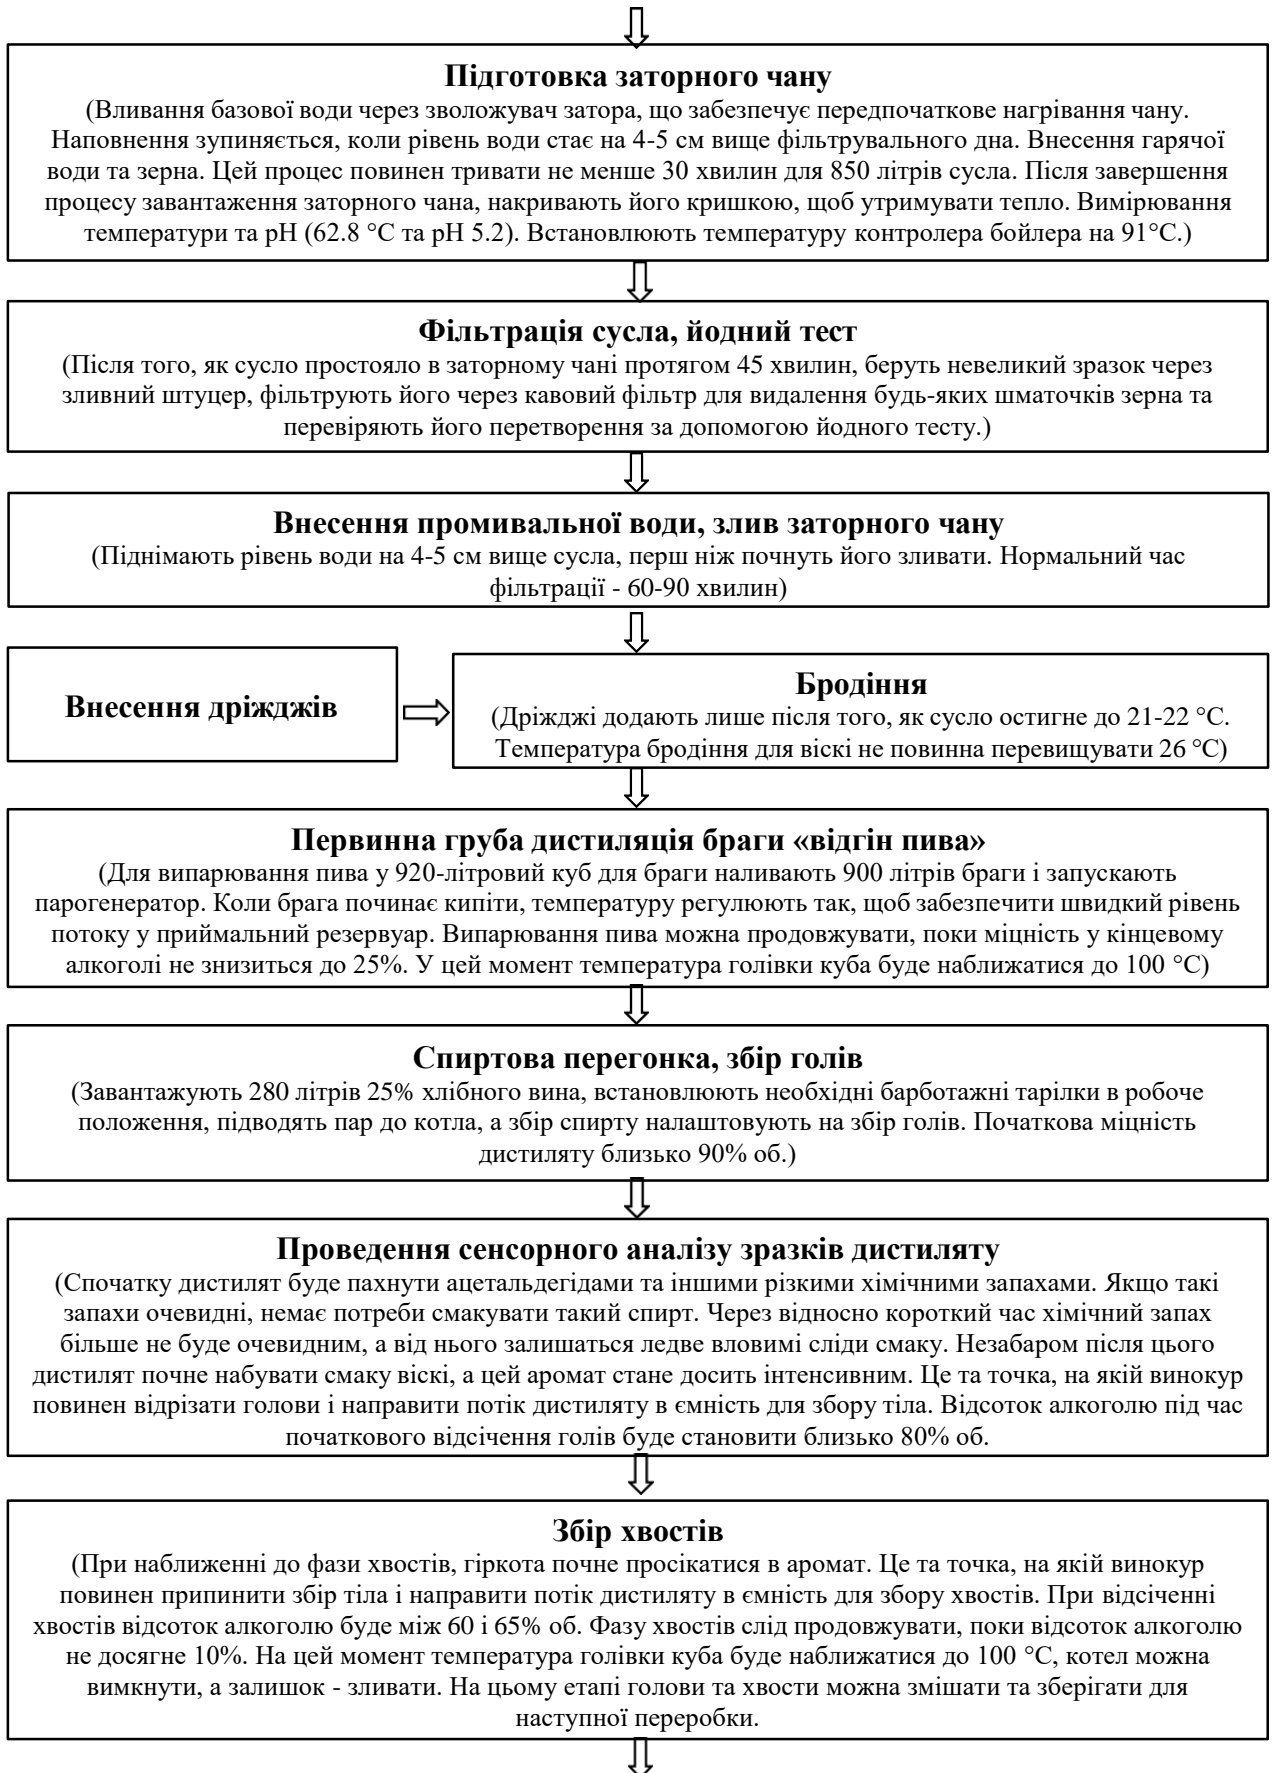 Підготовка заторного чану
(Вливання базової води через зволожувач затора, що забезпечує передпочаткове нагрівання чану.
Наповнення зупиняється, коли рівень води стає на 4-5 см вище фільтрувального дна. Внесення гарячої
води та зерна. Цей процес повинен тривати не менше 30 хвилин для 850 літрів сусла. Після завершення
процесу завантаження заторного чана, накривають його кришкою, щоб утримувати тепло. Вимірювання
температури та pH (62.8 °C та pH 5.2). Встановлюють температуру контролера бойлера на 91°C.)
Фільтрація сусла, йодний тест
(Після того, як сусло простояло в заторному чані протягом 45 хвилин, беруть невеликий зразок через
зливний штуцер, фільтрують його через кавовий фільтр для видалення будь-яких шматочків зерна та
перевіряють його перетворення за допомогою йодного тесту.)
Внесення промивальної води, злив заторного чану
(Піднімають рівень води на 4-5 см вище сусла, перш ніж почнуть його зливати. Нормальний час
фільтрації - 60-90 хвилин)
Внесення дріжджів
Бродіння
(Дріжджі додають лише після того, як сусло остигне до 21-22 °C.
Температура бродіння для віскі не повинна перевищувати 26 °C)
Первинна груба дистиляція браги «відгін пива»
(Для випарювання пива у 920-літровий куб для браги наливають 900 літрів браги і запускають
парогенератор. Коли брага починає кипіти, температуру регулюють так, щоб забезпечити швидкий рівень
потоку у приймальний резервуар. Випарювання пива можна продовжувати, поки міцність у кінцевому
алкоголі не знизиться до 25%. У цей момент температура голівки куба буде наближатися до 100 °C)
Спиртова перегонка, збір голів
(Завантажують 280 літрів 25% хлібного вина, встановлюють необхідні барботажні тарілки в робоче
положення, підводять пар до котла, а збір спирту налаштовують на збір голів. Початкова міцність
дистиляту близько 90% об.)
Проведення сенсорного аналізу зразків дистиляту
(Спочатку дистилят буде пахнути ацетальдегідами та іншими різкими хімічними запахами. Якщо такі
запахи очевидні, немає потреби смакувати такий спирт. Через відносно короткий час хімічний запах
більше не буде очевидним, а від нього залишаться ледве вловимі сліди смаку. Незабаром після цього
дистилят почне набувати смаку віскі, а цей аромат стане досить інтенсивним. Це та точка, на якій винокур
повинен відрізати голови і направити потік дистиляту в ємність для збору тіла. Відсоток алкоголю під час
початкового відсічення голів буде становити близько 80% об.
Збір хвостів
(При наближенні до фази хвостів, гіркота почне просікатися в аромат. Це та точка, на якій винокур
повинен припинити збір тіла і направити потік дистиляту в ємність для збору хвостів. При відсіченні
хвостів відсоток алкоголю буде між 60 і 65% об. Фазу хвостів слід продовжувати, поки відсоток алкоголю
не досягне 10%. На цей момент температура голівки куба буде наближатися до 100 °C, котел можна
вимкнути, а залишок - зливати. На цьому етапі голови та хвости можна змішати та зберігати для
наступної переробки.